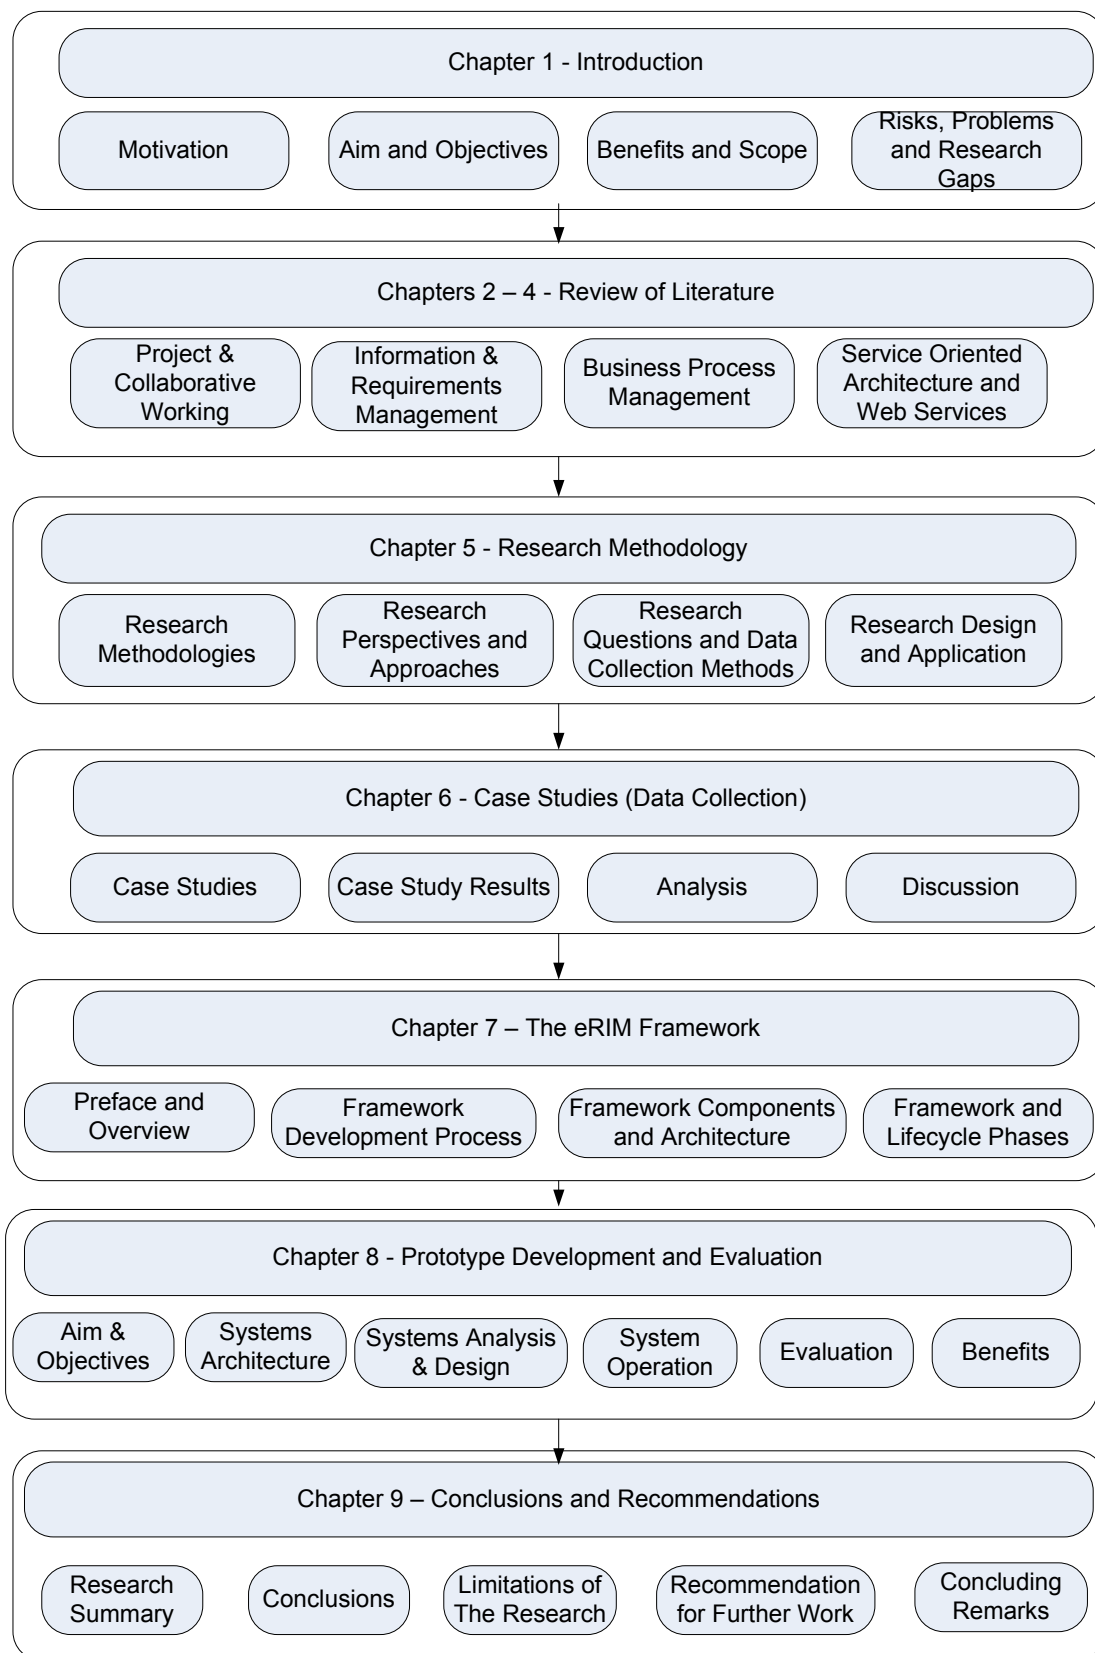 Chapter 1 - Introduction
Motivation
Aim and Objectives
Benefits and Scope
Risks, Problems
and Research
Gaps
Chapters 2 – 4 - Review of Literature
Project &
Collaborative
Working
Information &
Requirements
Management
Business Process
Management
Service Oriented
Architecture and
Web Services
Chapter 5 - Research Methodology
Research
Methodologies
Research
Perspectives and
Approaches
Research
Questions and Data
Collection Methods
Research Design
and Application
Chapter 6 - Case Studies (Data Collection)
Case Studies
Case Study Results
Analysis
Discussion
Chapter 7 – The eRIM Framework
Preface and
Overview
Framework
Development Process
Framework Components
and Architecture
Framework and
Lifecycle Phases
Chapter 8 - Prototype Development and Evaluation
Aim &
Objectives
Systems
Architecture
Systems Analysis
& Design
System
Operation
Evaluation
Benefits
Chapter 9 – Conclusions and Recommendations
Research
Summary
Conclusions
Limitations of
The Research
Recommendation
for Further Work
Concluding
Remarks